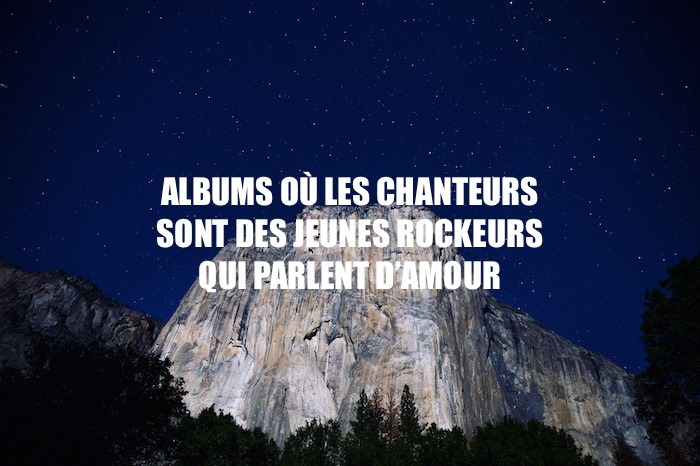 ALBUMS OÙ LES CHANTEURS
SONT DES JEUNES ROCKEURS
QUI PARLENT D’AMOUR